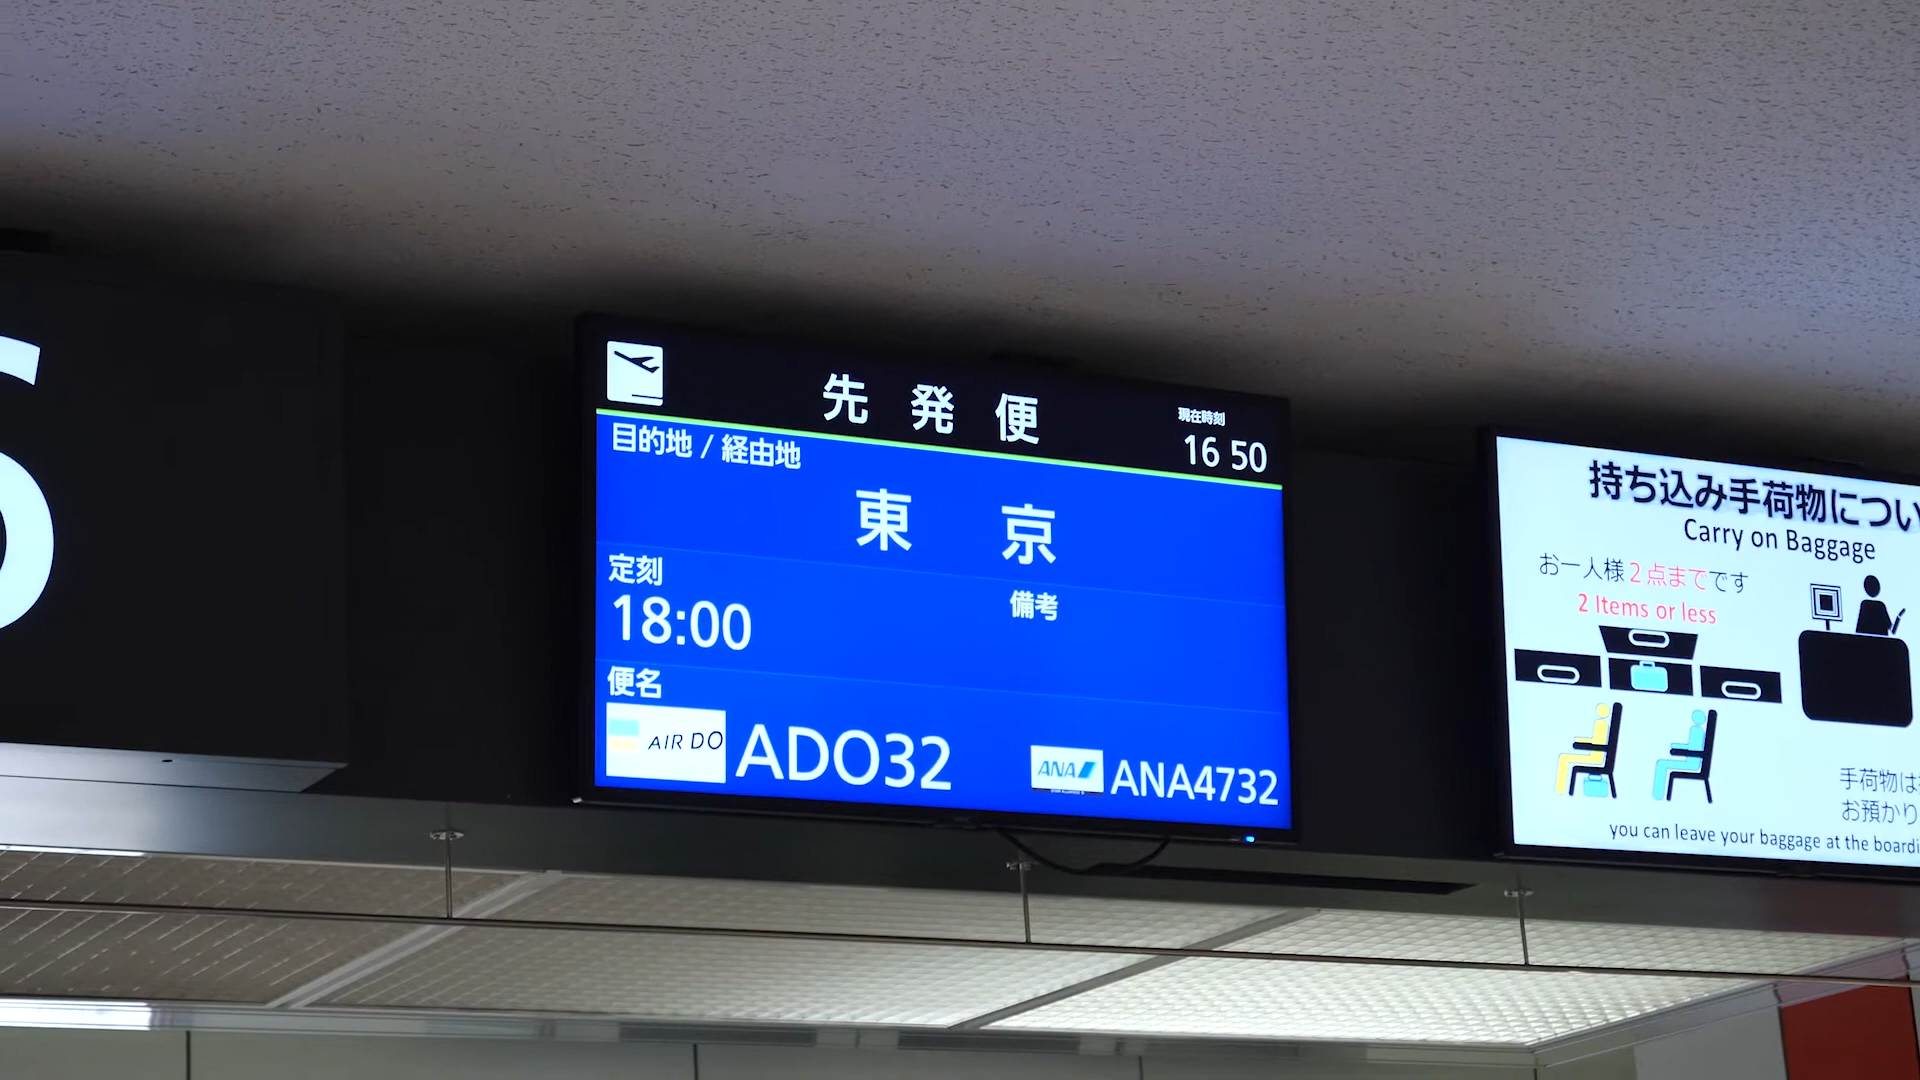 先発便
現在時刻
16 50
目的地 / 経由地
東京
定刻
備考
18:00
便名
AIR DO ADO32
ANA ANA4732
持ち込み手荷物につい
Carry on Baggage
お一人様2点までです
2 Items or less
手荷物は
お預かり
you can leave your baggage at the boardi